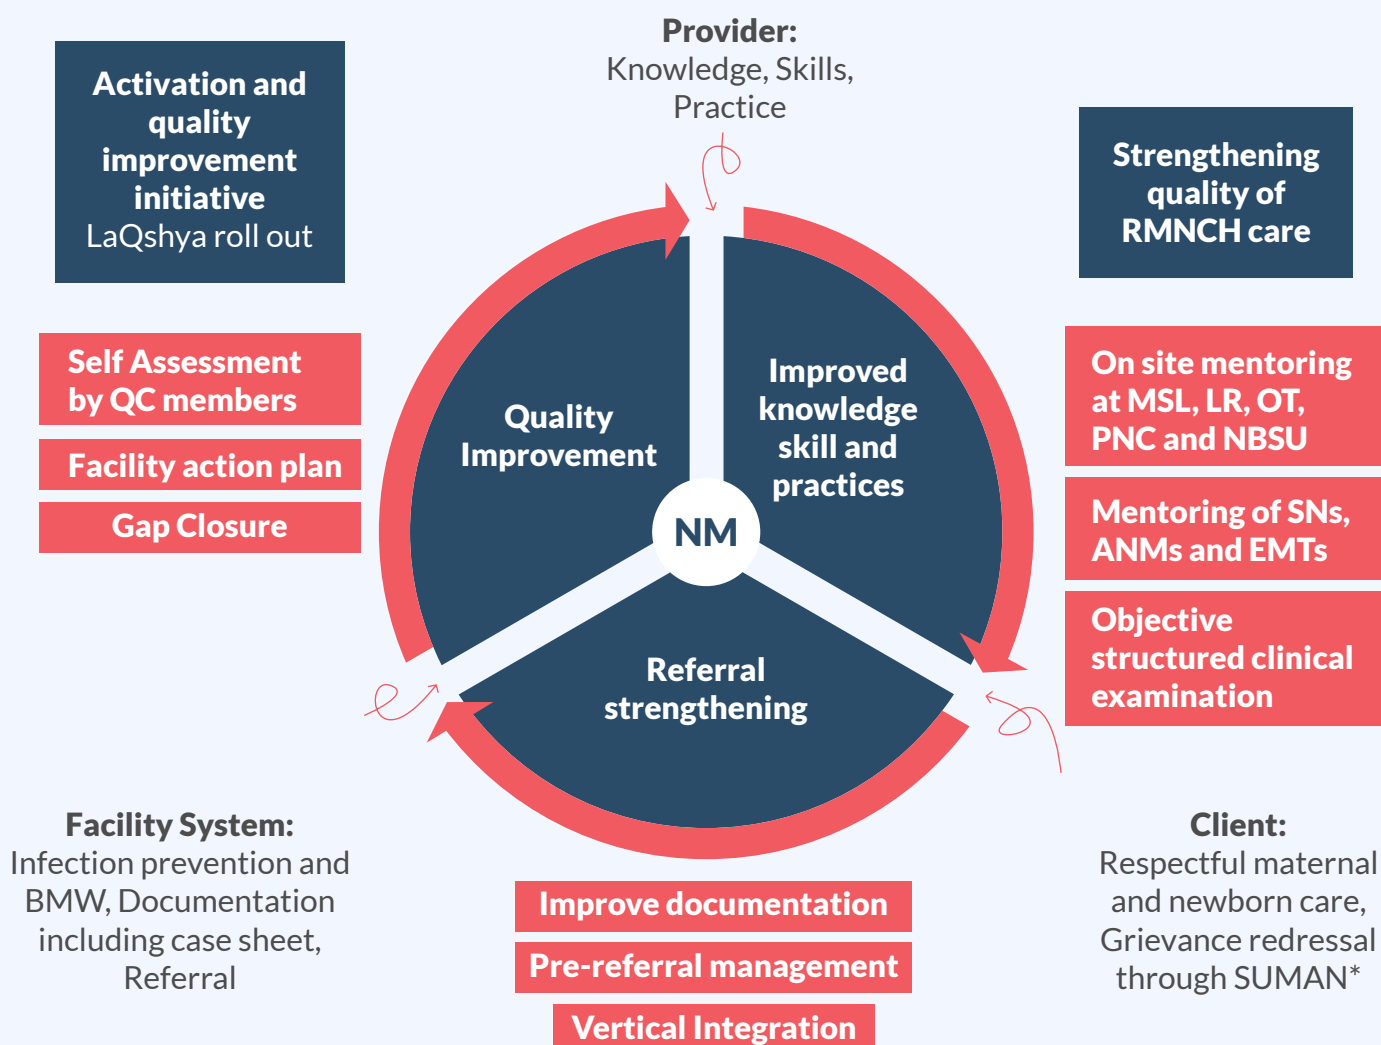 Provider:
Knowledge, Skills,
Practice
Activation and
quality
improvement
initiative
LaQshya roll out
Self Assessment
by QC members
Facility action plan
Gap Closure
Strengthening
quality of
RMNCH care
On site mentoring
at MSL, LR, OT,
PNC and NBSU
Mentoring of SNs,
ANMs and EMTs
Objective
structured clinical
examination
Quality
Improvement
Improved
knowledge
skill and
practices
NM
Referral
strengthening
Facility System:
Infection prevention and
BMW, Documentation
including case sheet,
Referral
Improve documentation
Pre-referral management
Vertical Integration
Client:
Respectful maternal
and newborn care,
Grievance redressal
through SUMAN*